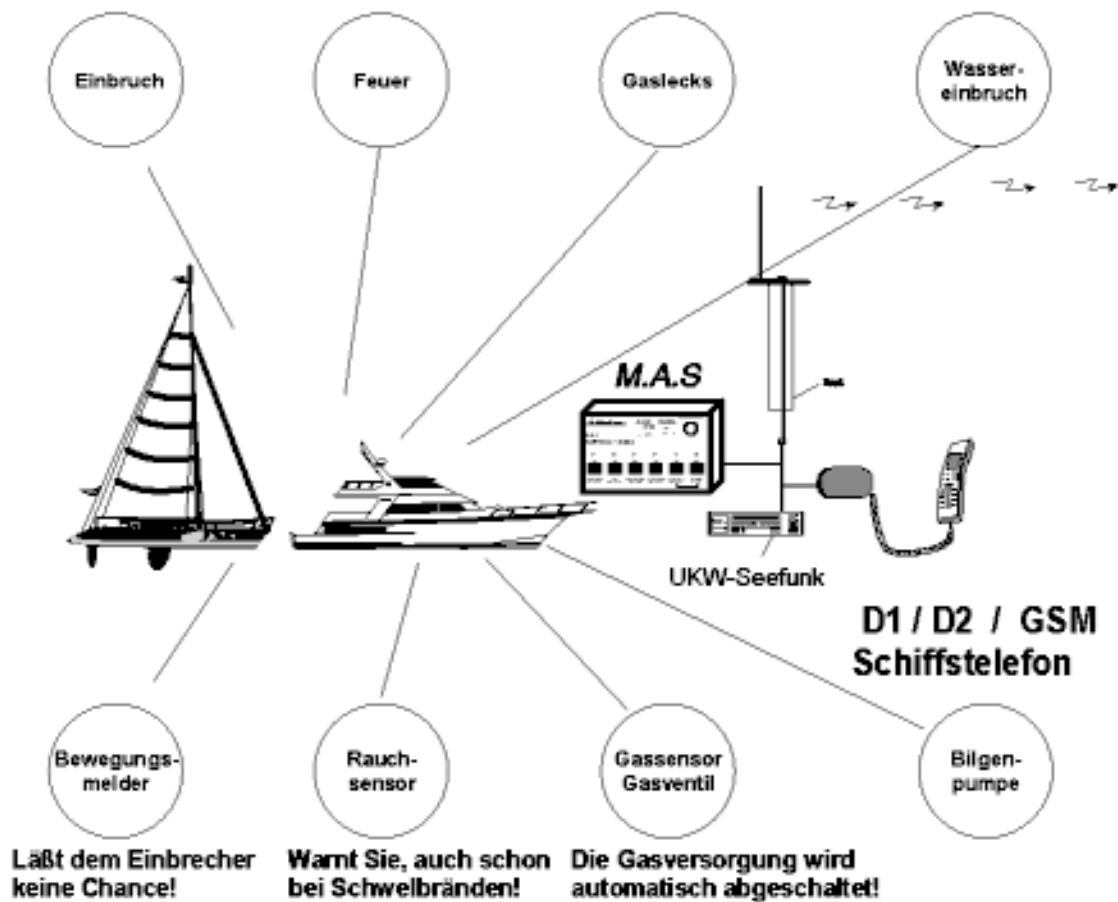 Einbruch
Feuer
Gaslecks
Wasser-
einbruch
M.A.S
UKW-Seefunk
D1 / D2 / GSM
Schiffstelefon
Bewegungs-
melder
Rauch-
sensor
Gassensor
Gasventil
Bilgen-
pumpe
Läßt dem Einbrecher
keine Chance!
Warnt Sie, auch schon
bei Schwelbränden!
Die Gasversorgung wird
automatisch abgeschaltet!